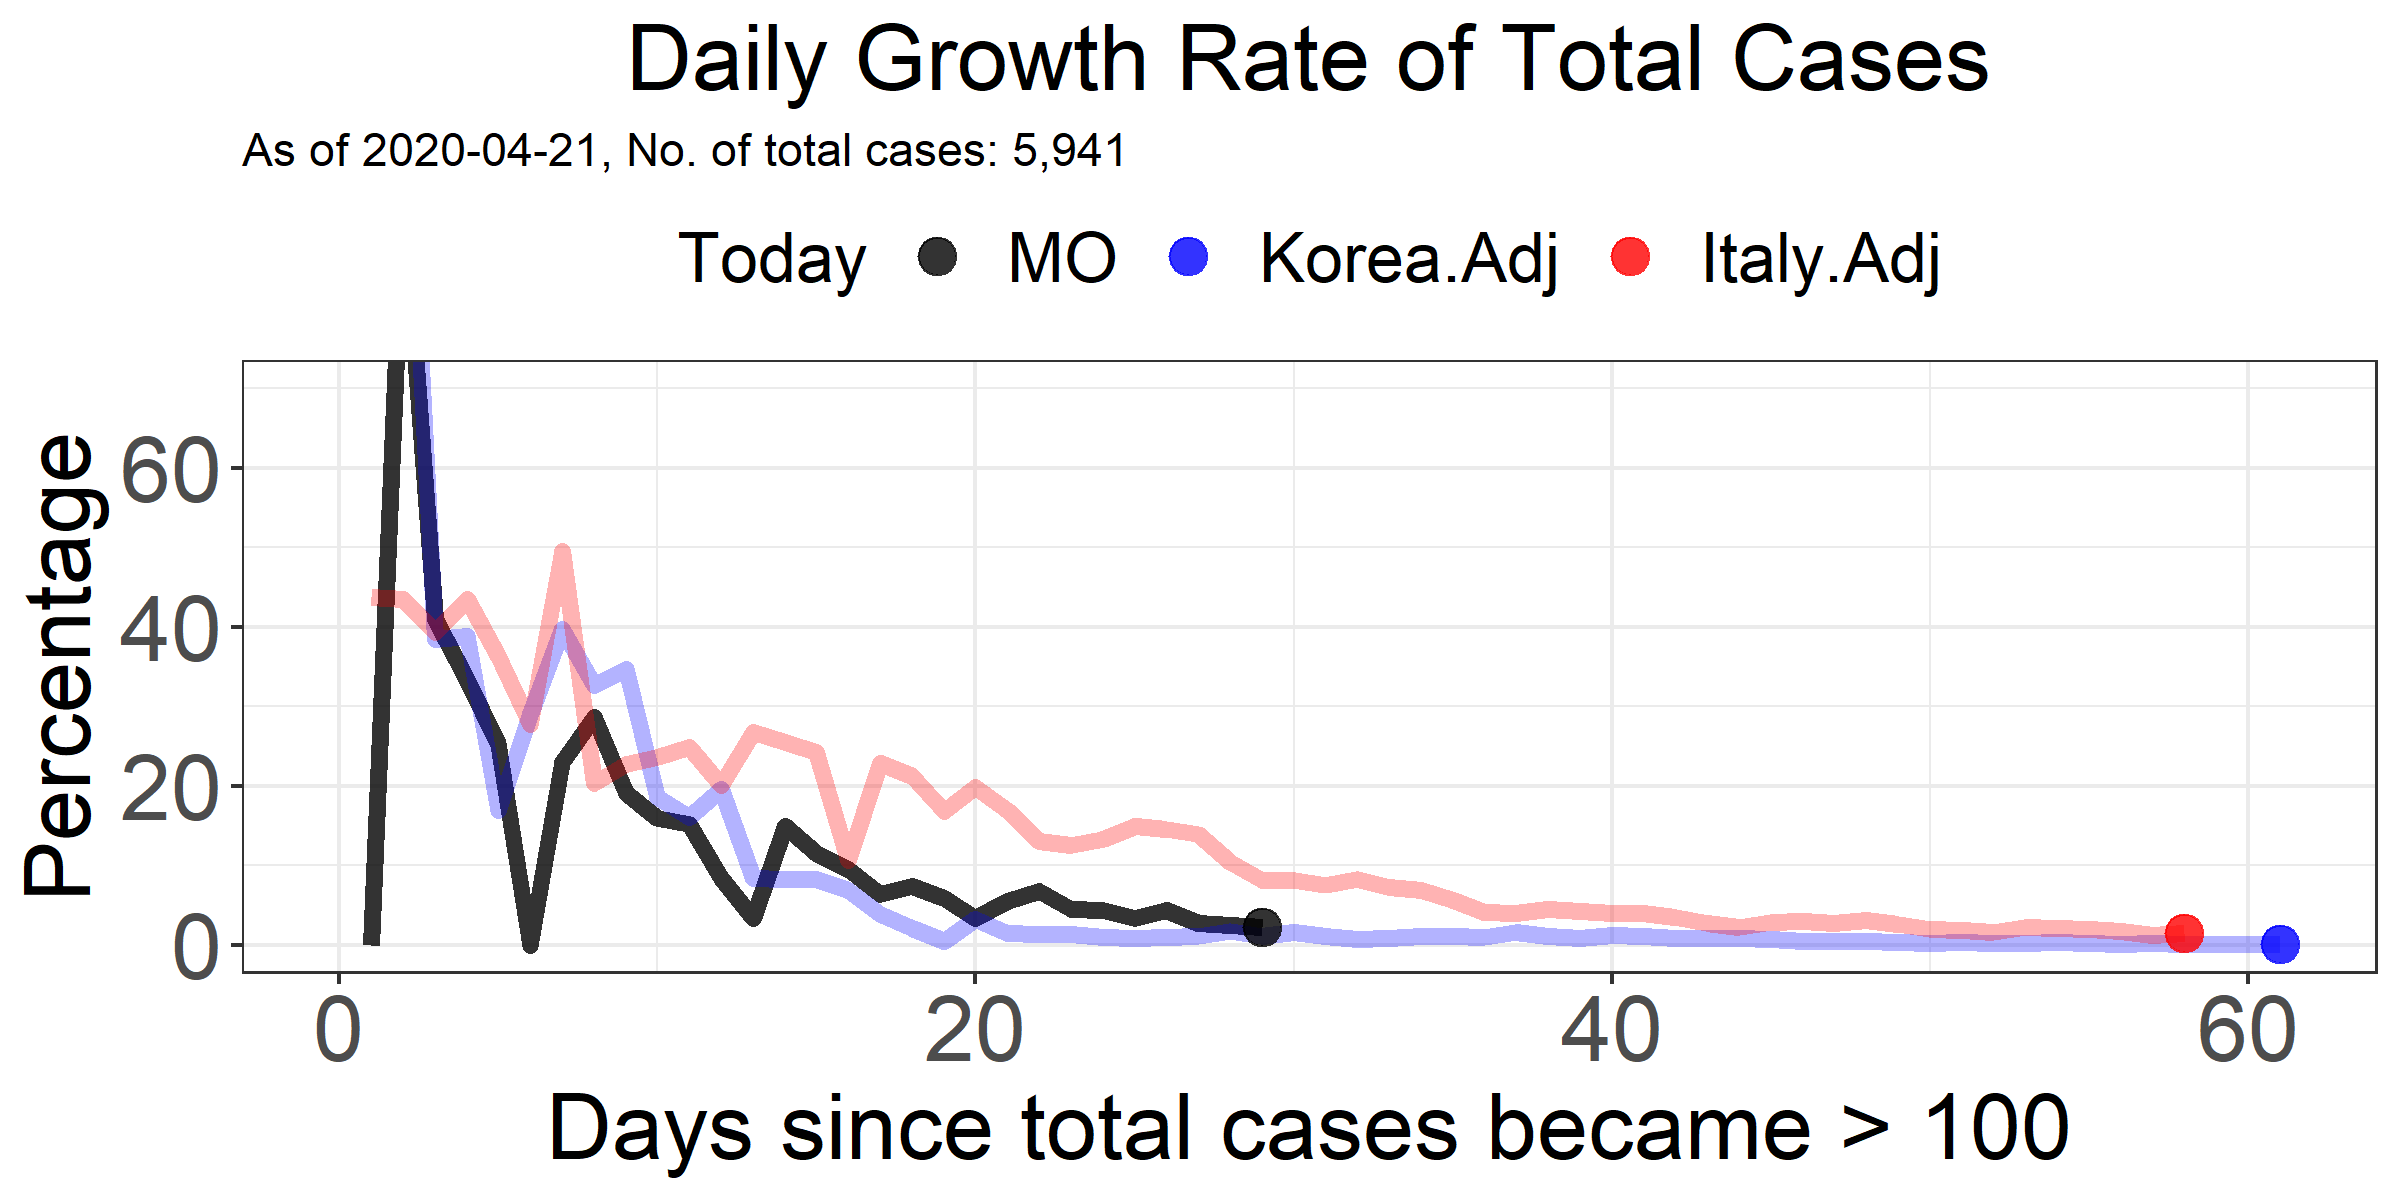 Daily Growth Rate of Total Cases
As of 2020-04-21, No. of total cases: 5,941
Today MO Korea.Adj Italy.Adj
Percentage
60
40
20
0
0 20 40 60
Days since total cases became > 100